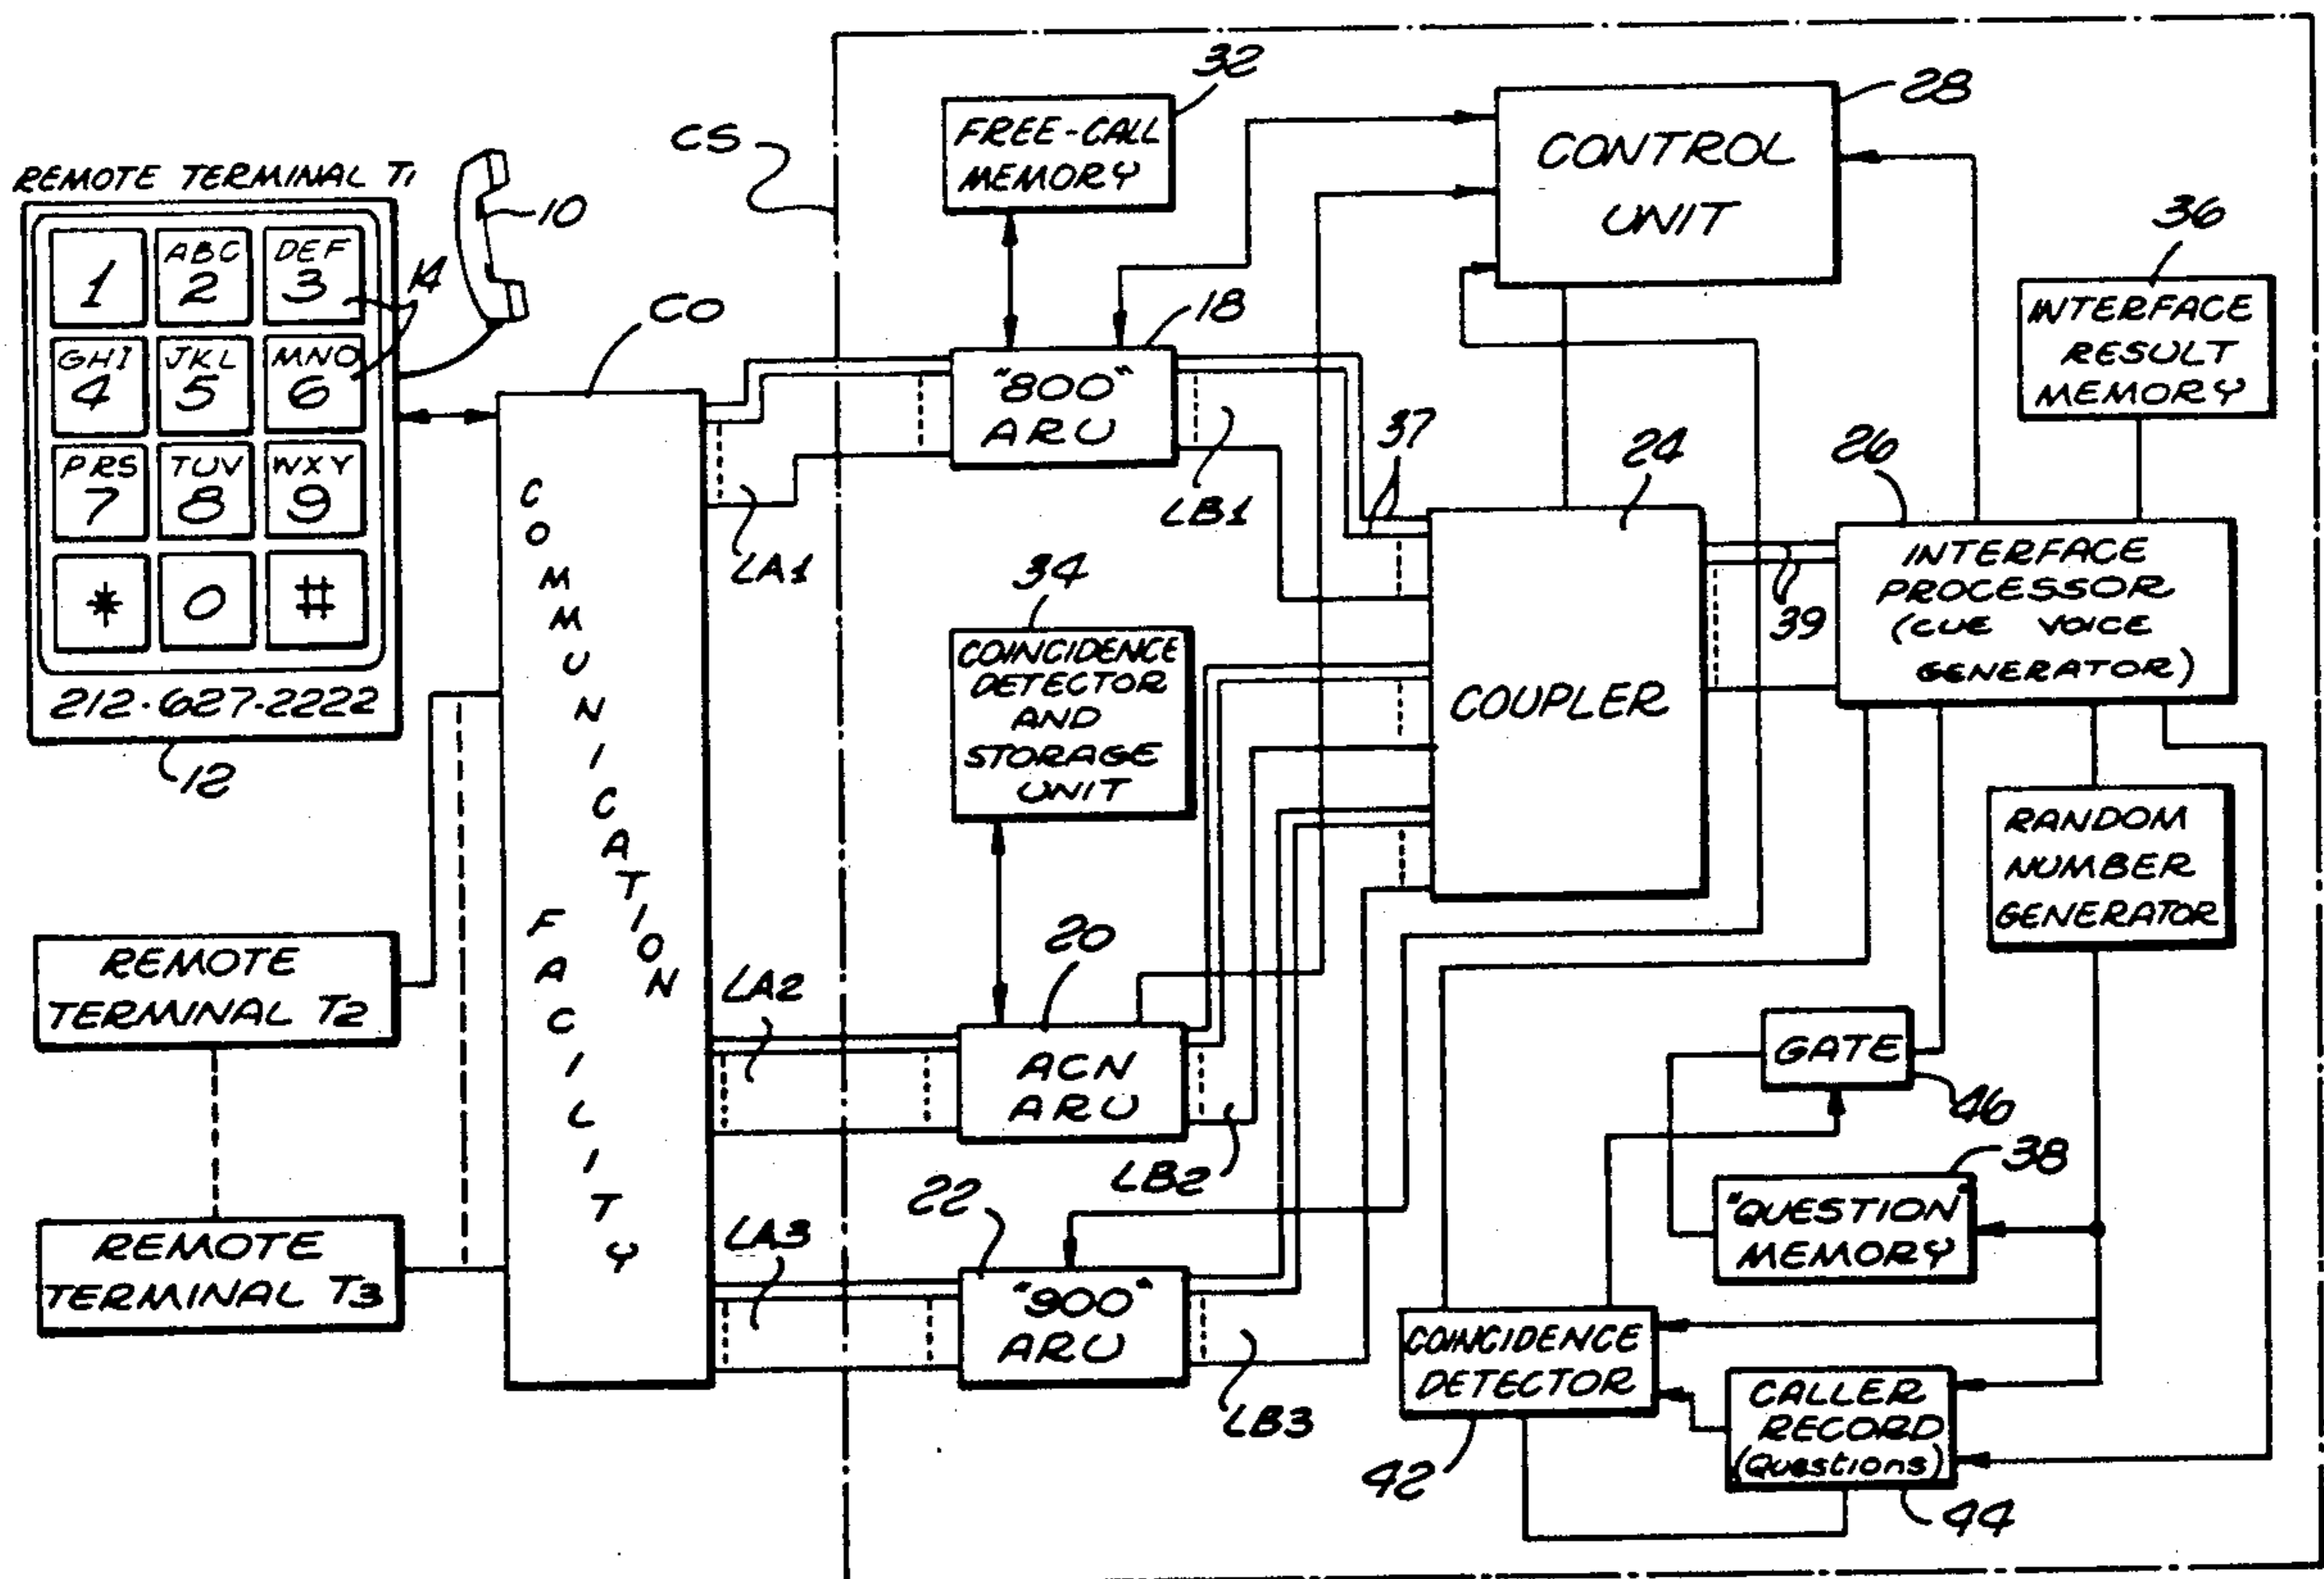 REMOTE TERMINAL T1
10
1
ABC
2
DEF
3
14
GHI
4
JKL
5
MNO
6
PRS
7
TUV
8
WXY
9
*
0
#
212-627-2222
12
REMOTE
TERMINAL T2
REMOTE
TERMINAL T3
CO
COMMUNICATION
FACILITY
CS
LA1
LA2
LA3
FREE-CALL
MEMORY
32
"800"
ARU
18
LB1
37
COINCIDENCE
DETECTOR
AND
STORAGE
UNIT
34
ACN
ARU
20
LB2
"900"
ARU
22
LB3
CONTROL
UNIT
28
COUPLER
24
39
INTERFACE
PROCESSOR
(CUE VOICE
GENERATOR)
26
INTERFACE
RESULT
MEMORY
36
RANDOM
NUMBER
GENERATOR
GATE
46
"QUESTION"
MEMORY
38
COINCIDENCE
DETECTOR
42
CALLER
RECORD
(Questions)
44